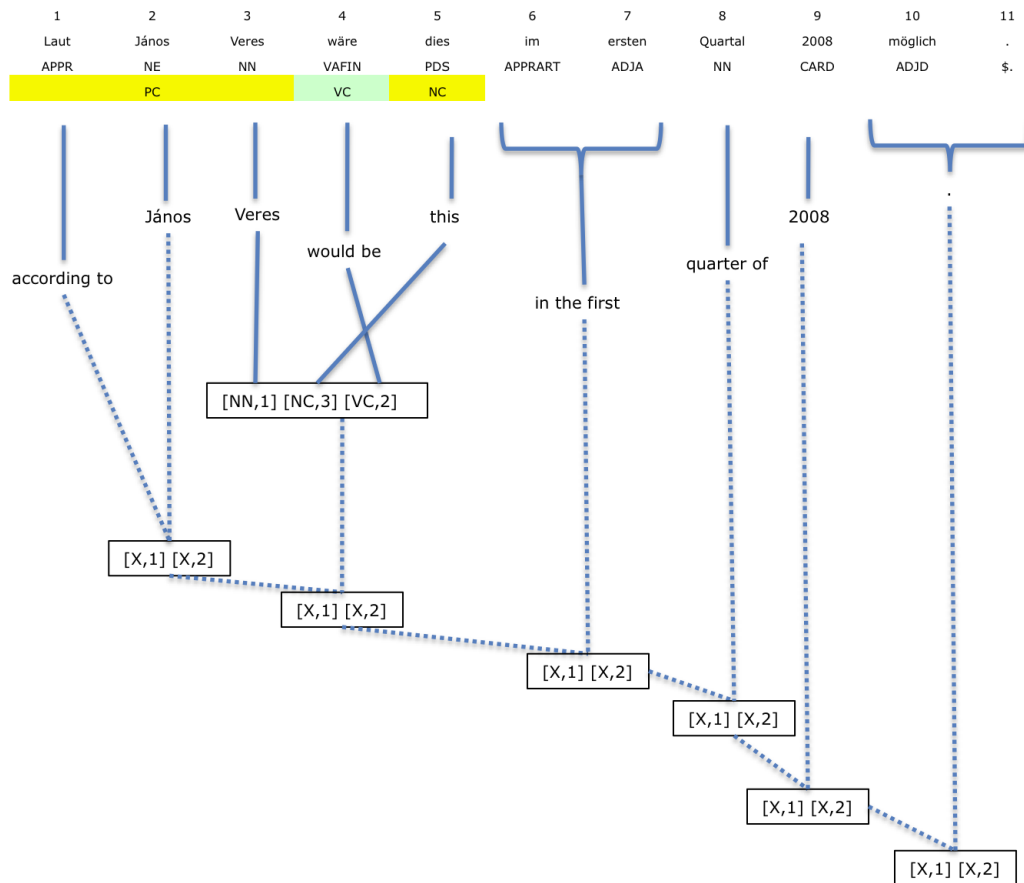 1 2 3 4 5 6 7 8 9 10 11
Laut János Veres wäre dies im ersten Quartal 2008 möglich .
APPR NE NN VAFIN PDS APPRART ADJA NN CARD ADJD $.
PC VC NC
.
János Veres this 2008
would be
quarter of
according to
in the first
[NN,1] [NC,3] [VC,2]
[X,1] [X,2]
[X,1] [X,2]
[X,1] [X,2]
[X,1] [X,2]
[X,1] [X,2]
[X,1] [X,2]